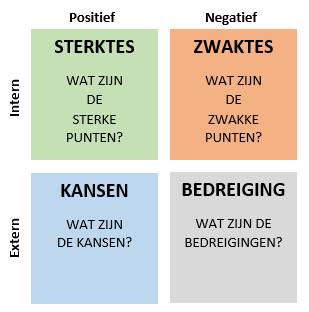 Positief
Negatief
Intern
STERKTES
WAT ZIJN
DE
STERKE
PUNTEN?
ZWAKTES
WAT ZIJN
DE
ZWAKKE
PUNTEN?
Extern
KANSEN
WAT ZIJN
DE KANSEN?
BEDREIGING
WAT ZIJN DE
BEDREIGINGEN?